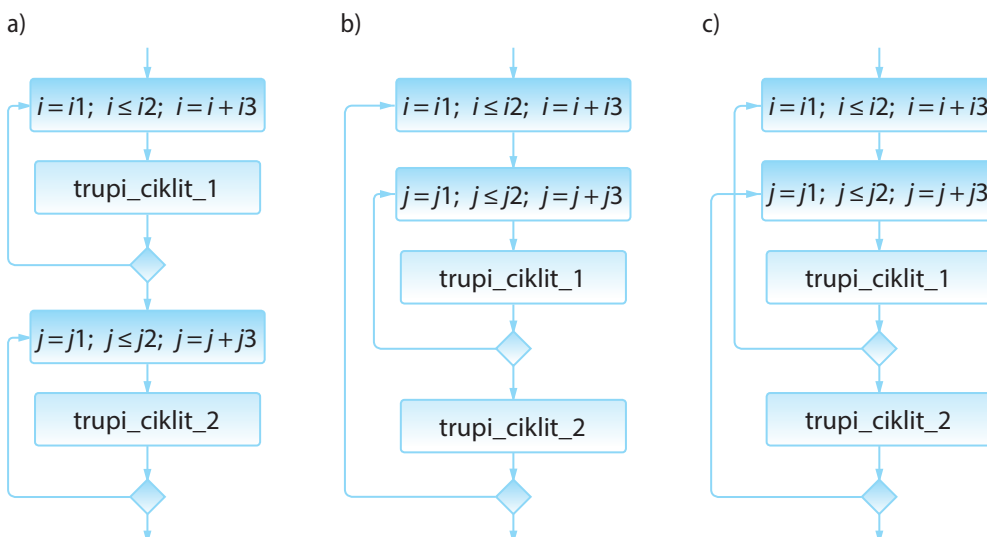 a)
i = i1; i ≤ i2; i = i + i3
trupi_ciklit_1
j = j1; j ≤ j2; j = j + j3
trupi_ciklit_2
b)
i = i1; i ≤ i2; i = i + i3
j = j1; j ≤ j2; j = j + j3
trupi_ciklit_1
trupi_ciklit_2
c)
i = i1; i ≤ i2; i = i + i3
j = j1; j ≤ j2; j = j + j3
trupi_ciklit_1
trupi_ciklit_2